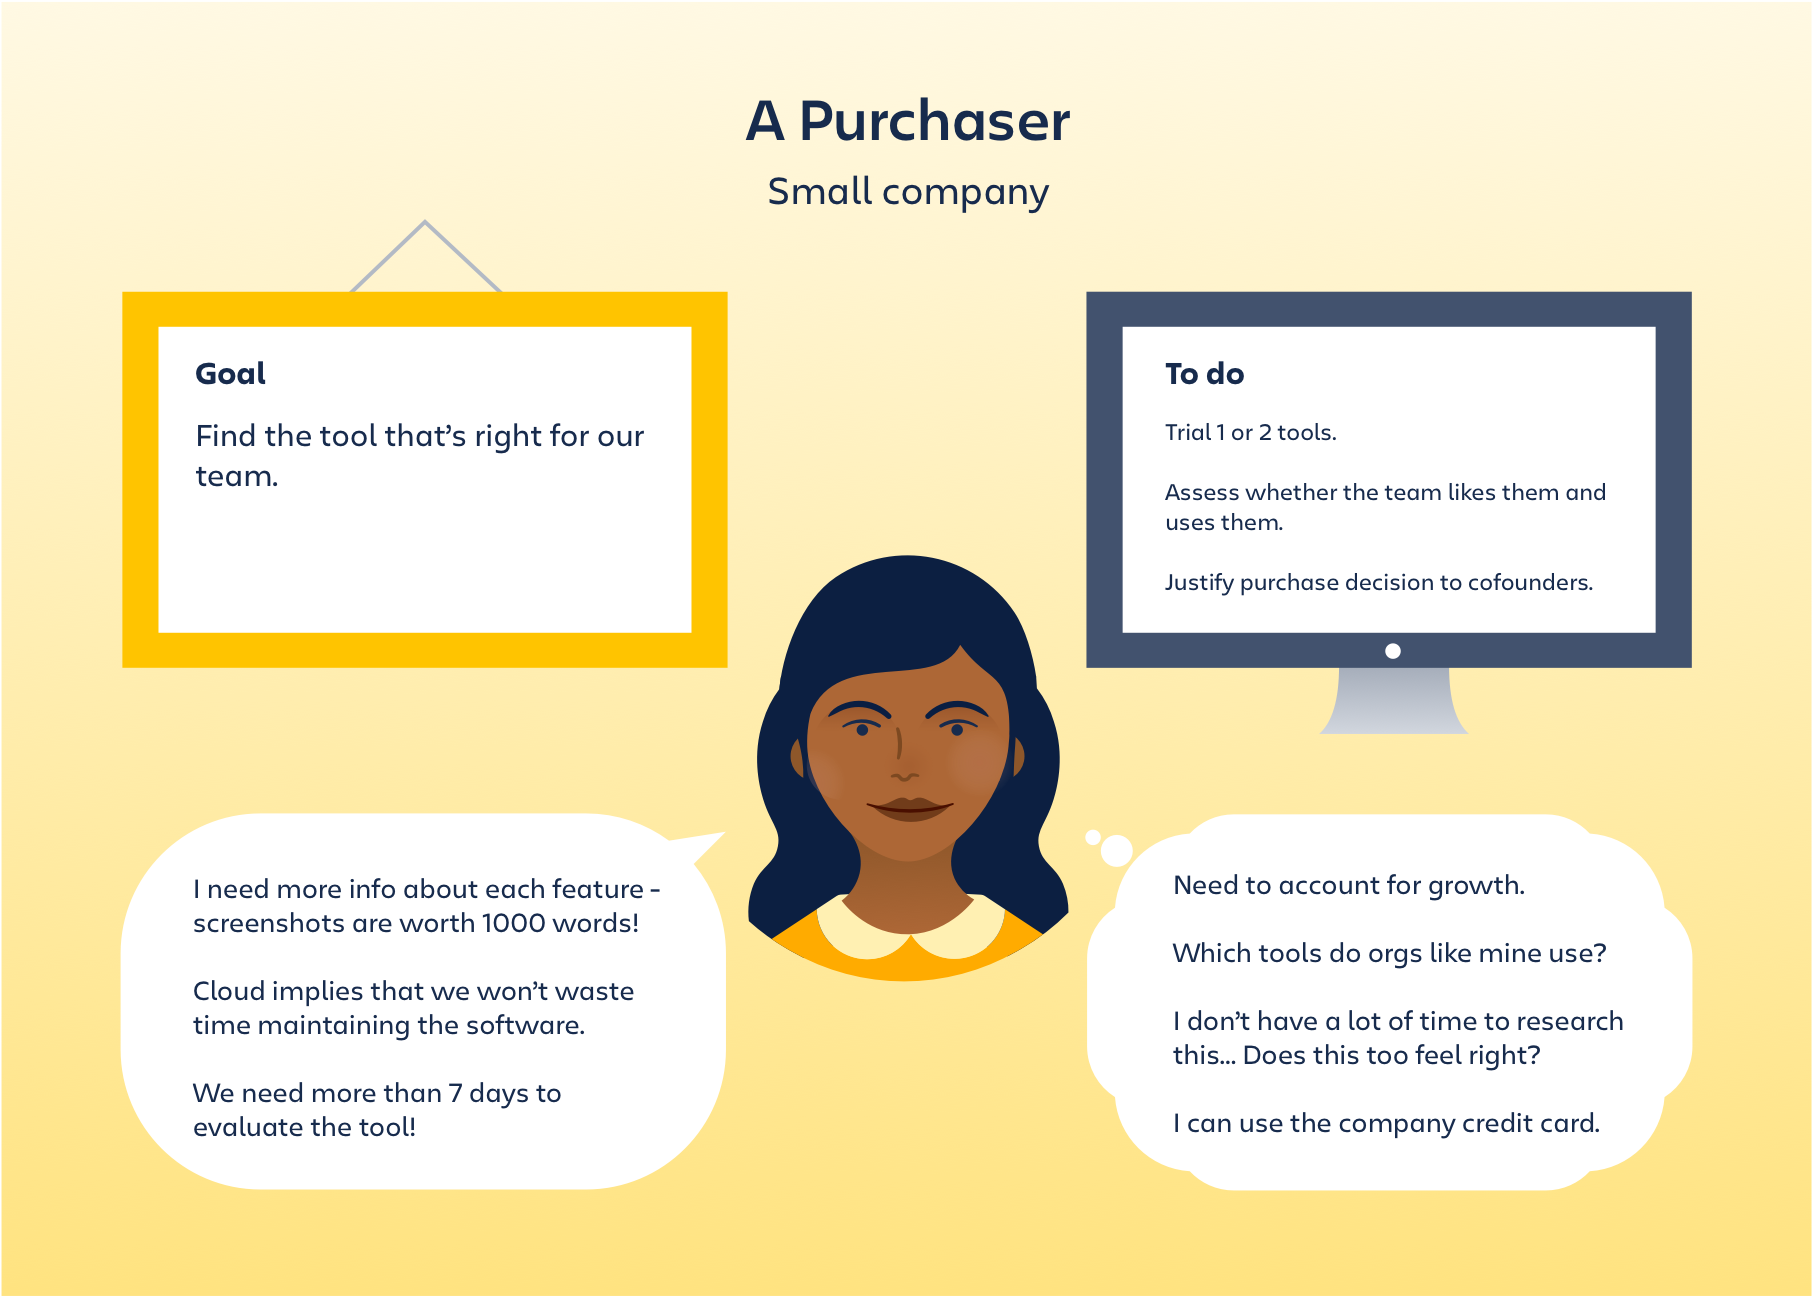 A Purchaser
Small company
Goal
Find the tool that’s right for our
team.
To do
Trial 1 or 2 tools.
Assess whether the team likes them and
uses them.
Justify purchase decision to cofounders.
I need more info about each feature -
screenshots are worth 1000 words!
Cloud implies that we won’t waste
time maintaining the software.
We need more than 7 days to
evaluate the tool!
Need to account for growth.
Which tools do orgs like mine use?
I don’t have a lot of time to research
this... Does this too feel right?
I can use the company credit card.